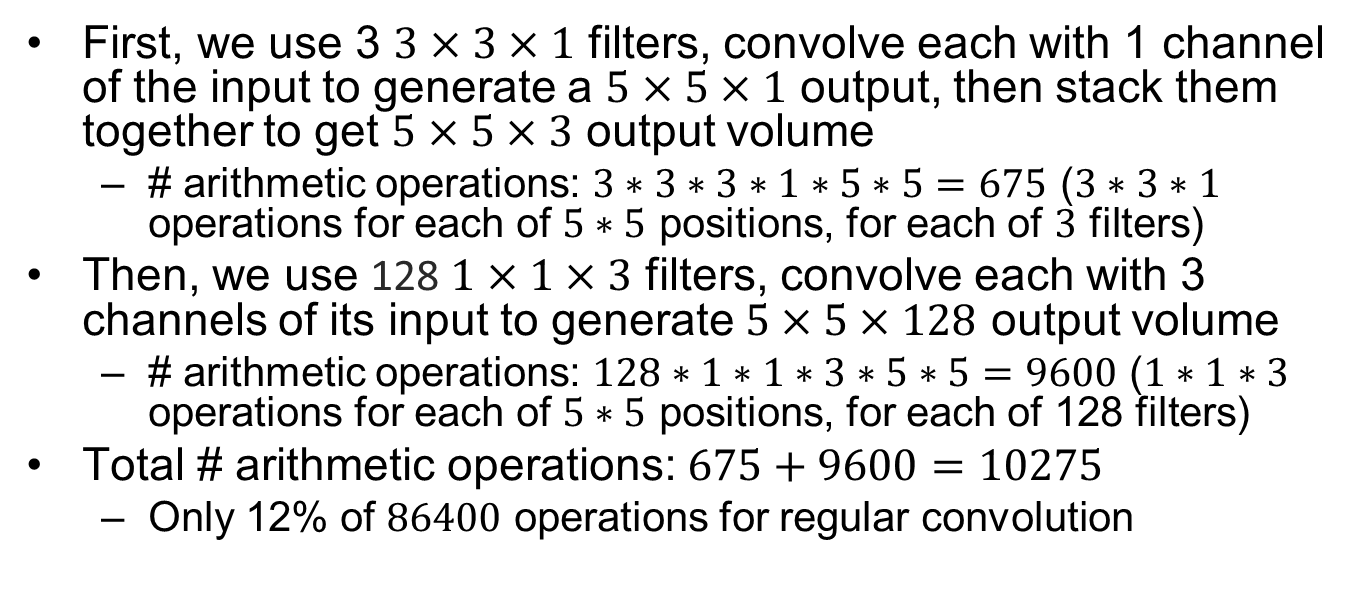 • First, we use 3 3 × 3 × 1 filters, convolve each with 1 channel
of the input to generate a 5 × 5 × 1 output, then stack them
together to get 5 × 5 × 3 output volume
– # arithmetic operations: 3 ∗ 3 ∗ 3 ∗ 1 ∗ 5 ∗ 5 = 675 (3 ∗ 3 ∗ 1
operations for each of 5 ∗ 5 positions, for each of 3 filters)
• Then, we use 128 1 × 1 × 3 filters, convolve each with 3
channels of its input to generate 5 × 5 × 128 output volume
– # arithmetic operations: 128 ∗ 1 ∗ 1 ∗ 3 ∗ 5 ∗ 5 = 9600 (1 ∗ 1 ∗ 3
operations for each of 5 ∗ 5 positions, for each of 128 filters)
• Total # arithmetic operations: 675 + 9600 = 10275
– Only 12% of 86400 operations for regular convolution